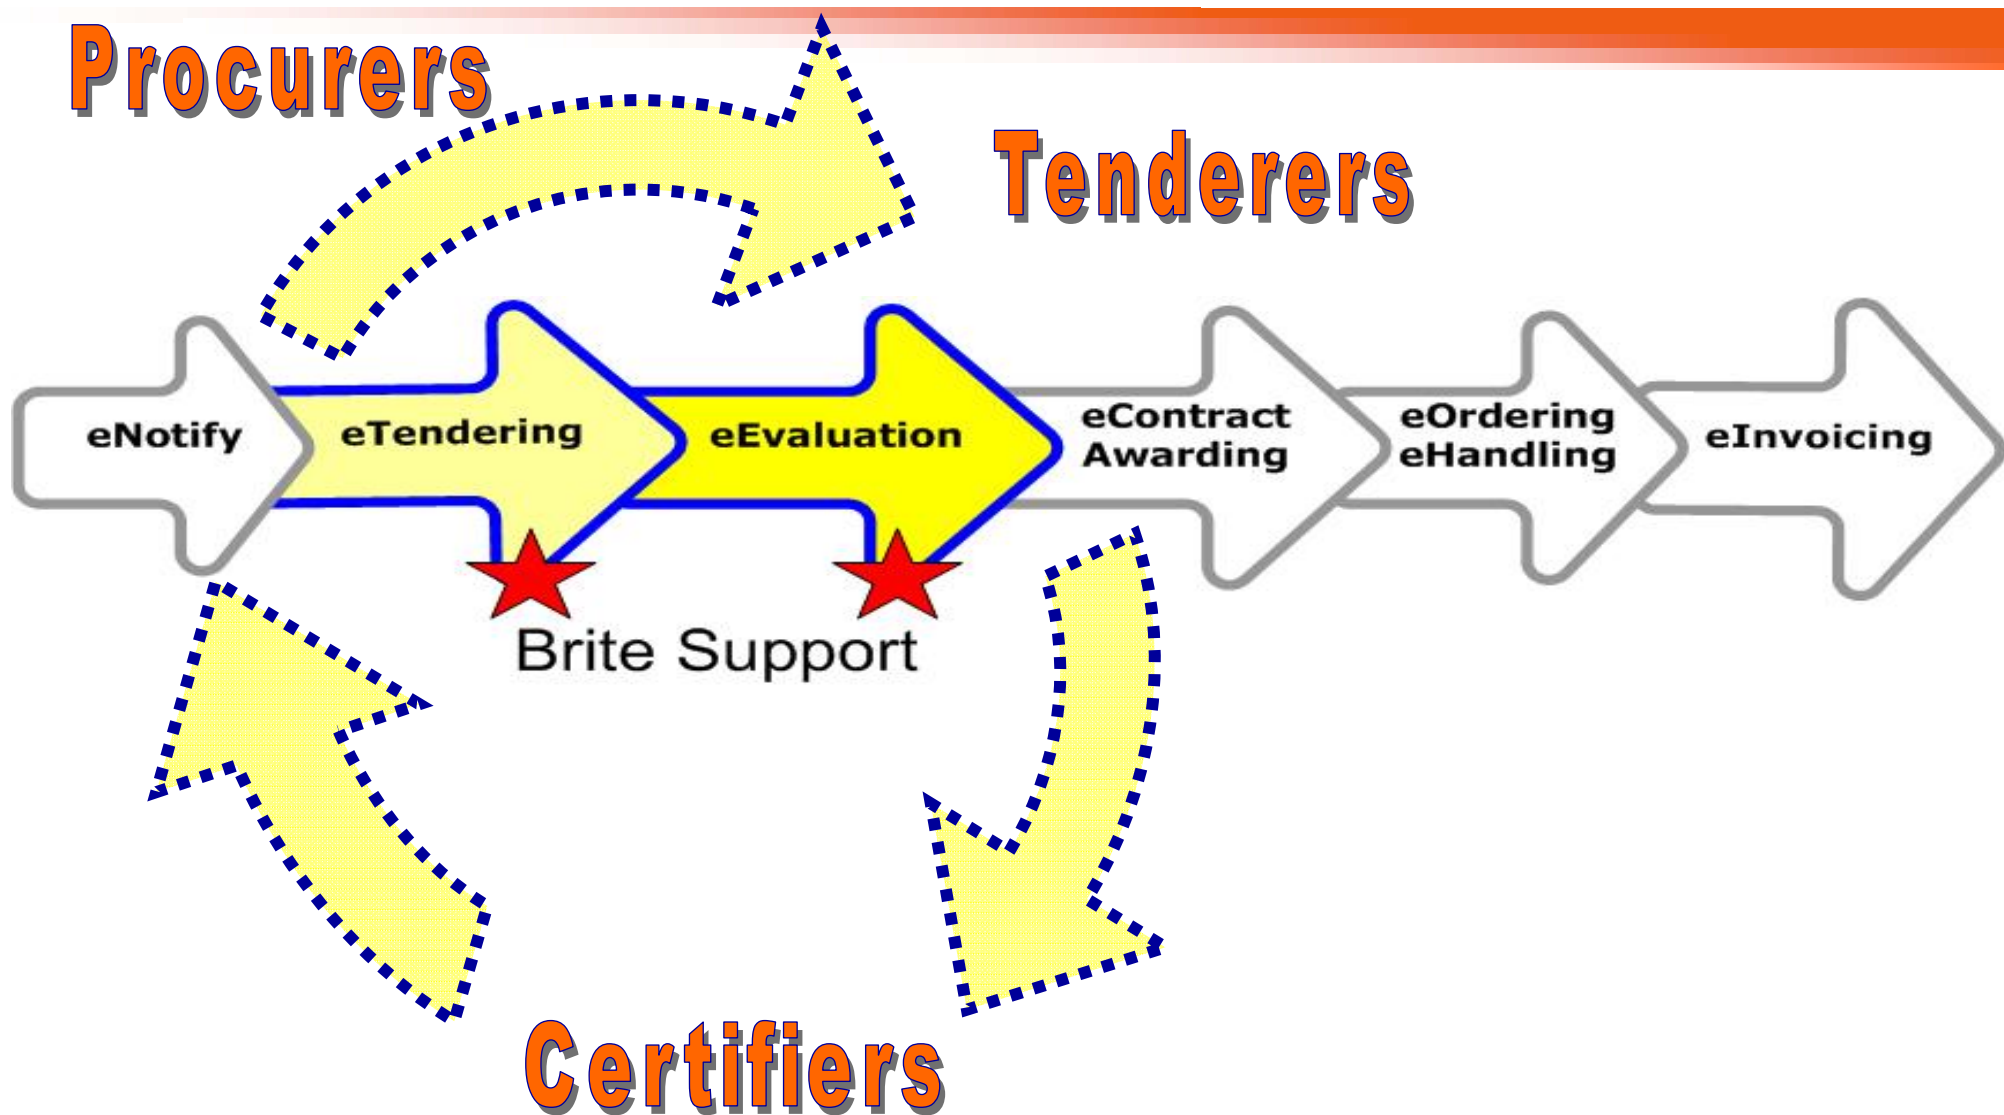 Procurers
Tenderers
eNotify
eTendering
eEvaluation
eContract
Awarding
eOrdering
eHandling
eInvoicing
Brite Support
Certifiers